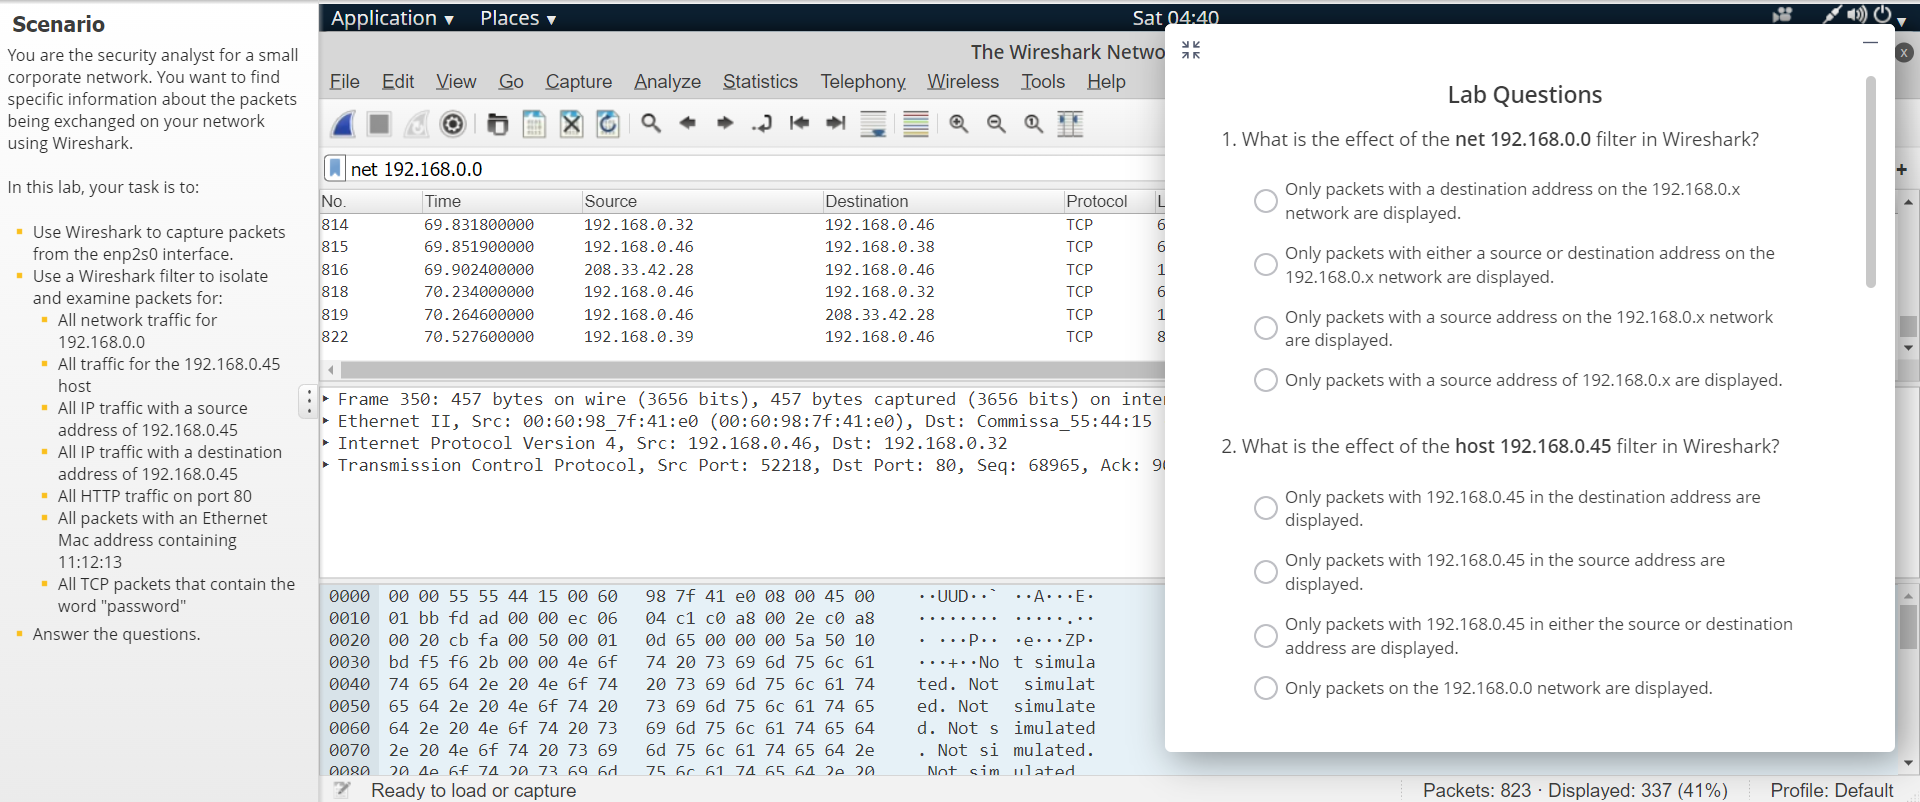 Scenario
You are the security analyst for a small
corporate network. You want to find
specific information about the packets
being exchanged on your network
using Wireshark.
In this lab, your task is to:
Use Wireshark to capture packets
from the enp2s0 interface.
Use a Wireshark filter to isolate
and examine packets for:
All network traffic for
192.168.0.0
All traffic for the 192.168.0.45
host
All IP traffic with a source
address of 192.168.0.45
All IP traffic with a destination
address of 192.168.0.45
All HTTP traffic on port 80
All packets with an Ethernet
Mac address containing
11:12:13
All TCP packets that contain the
word "password"
Answer the questions.
Application ▾ Places ▾ Sat 04:40
The Wireshark Netwo
File Edit View Go Capture Analyze Statistics Telephony Wireless Tools Help
net 192.168.0.0
No. Time Source Destination Protocol L
814 69.831800000 192.168.0.32 192.168.0.46 TCP 6
815 69.851900000 192.168.0.46 192.168.0.38 TCP 6
816 69.902400000 208.33.42.28 192.168.0.46 TCP 1
818 70.234000000 192.168.0.46 192.168.0.32 TCP 6
819 70.264600000 192.168.0.46 208.33.42.28 TCP 1
822 70.527600000 192.168.0.39 192.168.0.46 TCP 8
Frame 350: 457 bytes on wire (3656 bits), 457 bytes captured (3656 bits) on inte
Ethernet II, Src: 00:60:98_7f:41:e0 (00:60:98:7f:41:e0), Dst: Commissa_55:44:15
Internet Protocol Version 4, Src: 192.168.0.46, Dst: 192.168.0.32
Transmission Control Protocol, Src Port: 52218, Dst Port: 80, Seq: 68965, Ack: 9
0000 00 00 55 55 44 15 00 60 98 7f 41 e0 08 00 45 00 ··UUD··` ··A···E·
0010 01 bb fd ad 00 00 ec 06 04 c1 c0 a8 00 2e c0 a8 ········ ·····.··
0020 00 20 cb fa 00 50 00 01 0d 65 00 00 00 5a 50 10 · ···P·· ·e···ZP·
0030 bd f5 f6 2b 00 00 4e 6f 74 20 73 69 6d 75 6c 61 ···+··No t simula
0040 74 65 64 2e 20 4e 6f 74 20 73 69 6d 75 6c 61 74 ted. Not simulat
0050 65 64 2e 20 4e 6f 74 20 73 69 6d 75 6c 61 74 65 ed. Not simulate
0060 64 2e 20 4e 6f 74 20 73 69 6d 75 6c 61 74 65 64 d. Not s imulated
0070 2e 20 4e 6f 74 20 73 69 6d 75 6c 61 74 65 64 2e . Not si mulated.
0080 20 4e 6f 74 20 73 69 6d 75 6c 61 74 65 64 2e 20 Not sim ulated
Ready to load or capture
Packets: 823 · Displayed: 337 (41%) Profile: Default
Lab Questions
1. What is the effect of the net 192.168.0.0 filter in Wireshark?
Only packets with a destination address on the 192.168.0.x
network are displayed.
Only packets with either a source or destination address on the
192.168.0.x network are displayed.
Only packets with a source address on the 192.168.0.x network
are displayed.
Only packets with a source address of 192.168.0.x are displayed.
2. What is the effect of the host 192.168.0.45 filter in Wireshark?
Only packets with 192.168.0.45 in the destination address are
displayed.
Only packets with 192.168.0.45 in the source address are
displayed.
Only packets with 192.168.0.45 in either the source or destination
address are displayed.
Only packets on the 192.168.0.0 network are displayed.